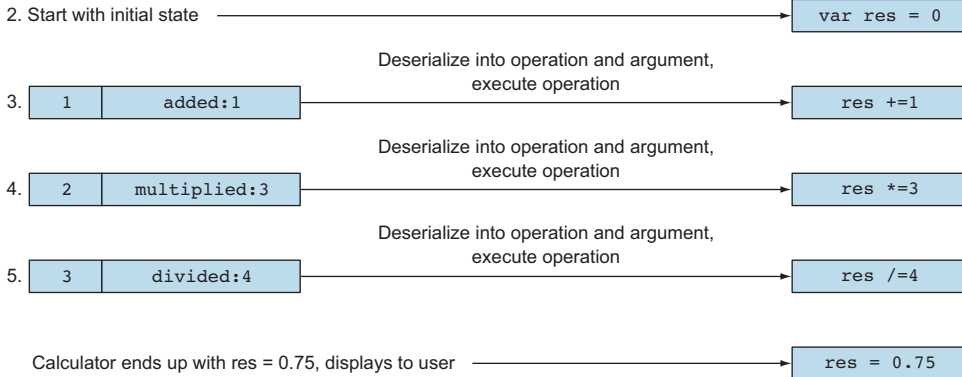 2. Start with initial state
var res = 0
Deserialize into operation and argument,
execute operation
3. 1 added:1
res +=1
Deserialize into operation and argument,
execute operation
4. 2 multiplied:3
res *=3
Deserialize into operation and argument,
execute operation
5. 3 divided:4
res /=4
Calculator ends up with res = 0.75, displays to user
res = 0.75